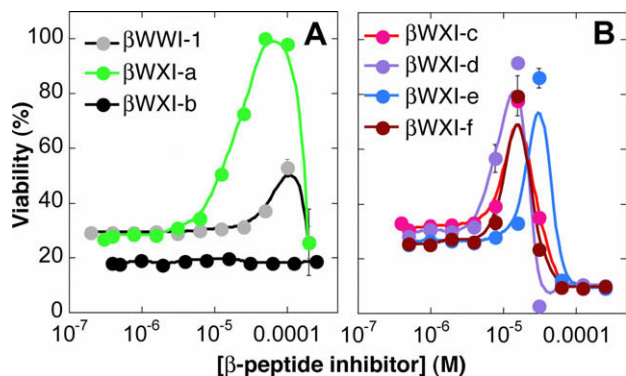 A
βWWI-1
βWXI-a
βWXI-b
B
βWXI-c
βWXI-d
βWXI-e
βWXI-f
Viability (%)
100
80
60
40
20
0
10-7 10-6 10-5 0.0001
10-7 10-6 10-5 0.0001
[β-peptide inhibitor] (M)